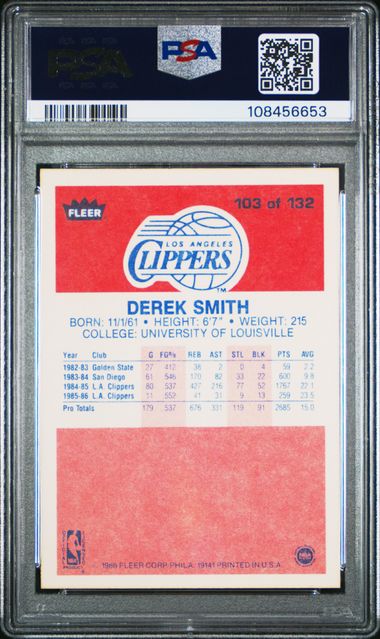 PSA
PSA
108456653
FLEER
103 of 132
LOS ANGELES
CLIPPERS
TM
DEREK SMITH
BORN: 11/1/61 • HEIGHT: 6'7" • WEIGHT: 215
COLLEGE: UNIVERSITY OF LOUISVILLE
Year Club G FG% REB AST STL BLK PTS AVG
1982-83 Golden State 27 .412 38 2 0 4 59 2.2
1983-84 San Diego 61 .546 170 82 33 22 600 9.8
1984-85 L.A. Clippers 80 .537 427 216 77 52 1767 22.1
1985-86 L.A. Clippers 11 .552 41 31 9 13 259 23.5
Pro Totals 179 .537 676 331 119 91 2685 15.0
NBA
1986 FLEER CORP. PHILA. 19141 PRINTED IN U.S.A.